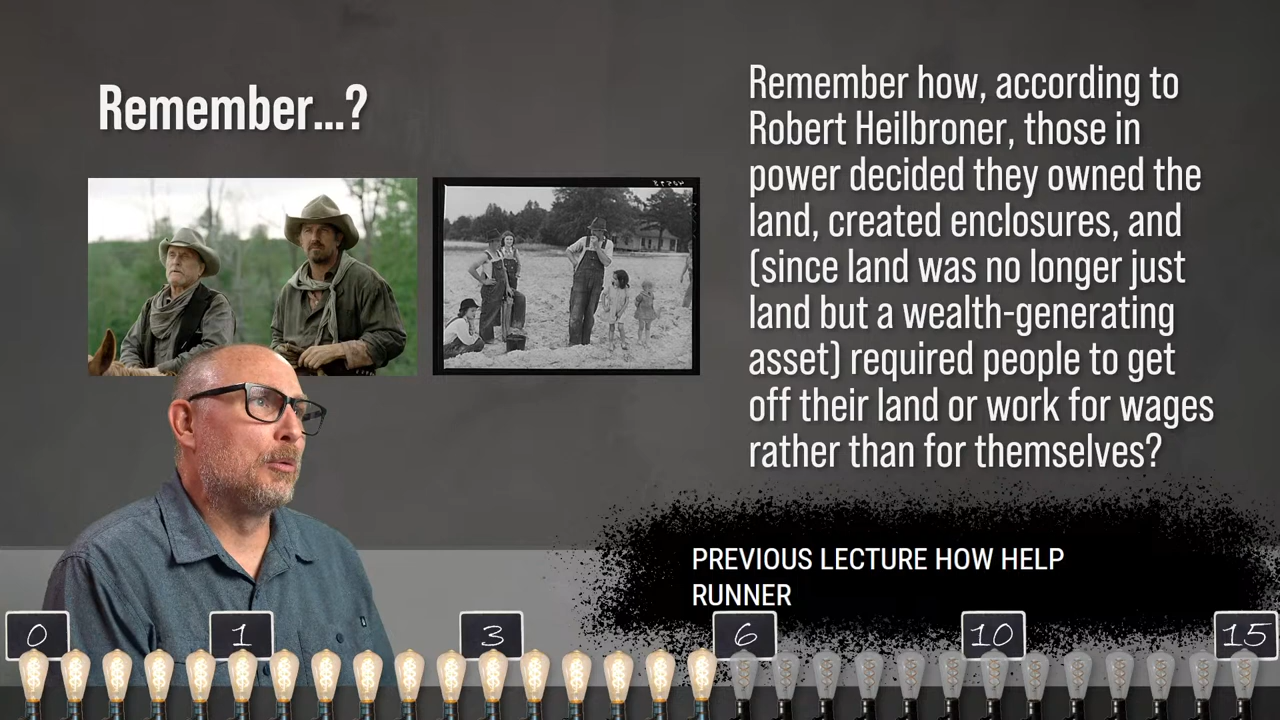 Remember...?
Remember how, according to
Robert Heilbroner, those in
power decided they owned the
land, created enclosures, and
(since land was no longer just
land but a wealth-generating
asset) required people to get
off their land or work for wages
rather than for themselves?
PREVIOUS LECTURE HOW HELP
RUNNER
0 1 3 6 10 15